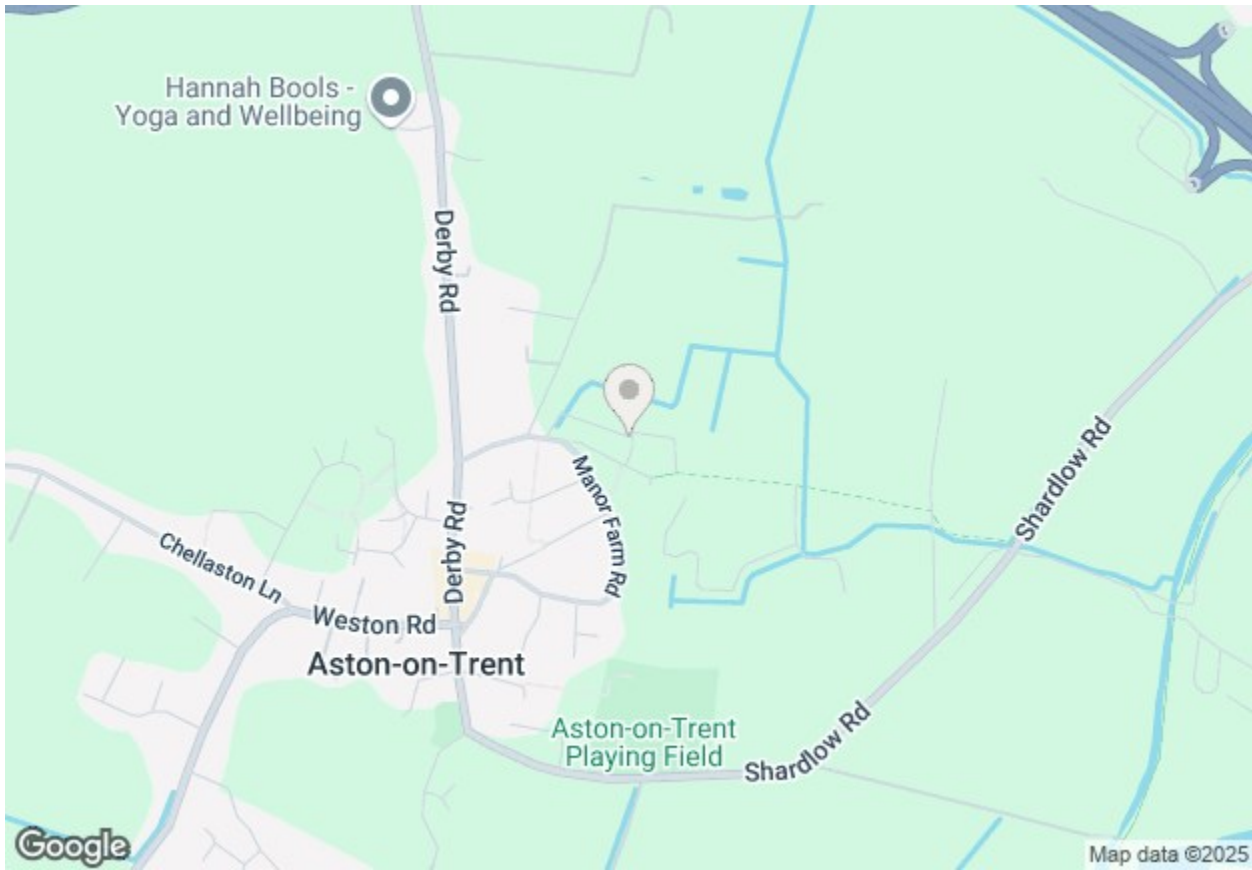 Hannah Bools -
Yoga and Wellbeing
Derby Rd
Manor Farm Rd
Shardlow Rd
Derby Rd
Chellaston Ln
Weston Rd
Aston-on-Trent
Aston-on-Trent
Playing Field
Shardlow Rd
Google
Map data ©2025